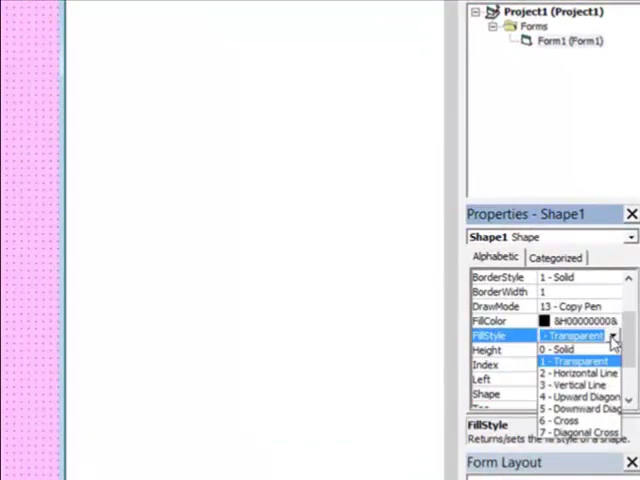 Project1 (Project1)
Forms
Form1 (Form1)
Properties - Shape1
Shape1 Shape
Alphabetic Categorized
BorderStyle 1 - Solid
BorderWidth 1
DrawMode 13 - Copy Pen
FillColor &H00000000&
FillStyle - Transparent
Height 0 - Solid
1 - Transparent
Index 2 - Horizontal Line
Left 3 - Vertical Line
Shape 4 - Upward Diagon
5 - Downward Diag
6 - Cross
FillStyle 7 - Diagonal Cross
Returns/sets the fill style of a shape.
Form Layout